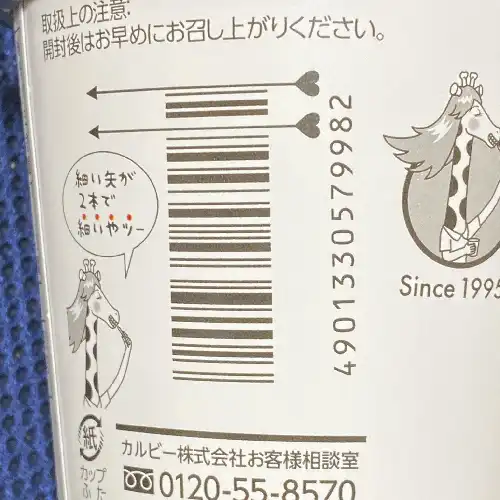 取扱上の注意:
開封後はお早めにお召し上がりください。
4901330579982
細い矢が
2本で
細いやツー
Since 1995
紙
カップ
ふた
カルビー株式会社お客様相談室
0120-55-8570